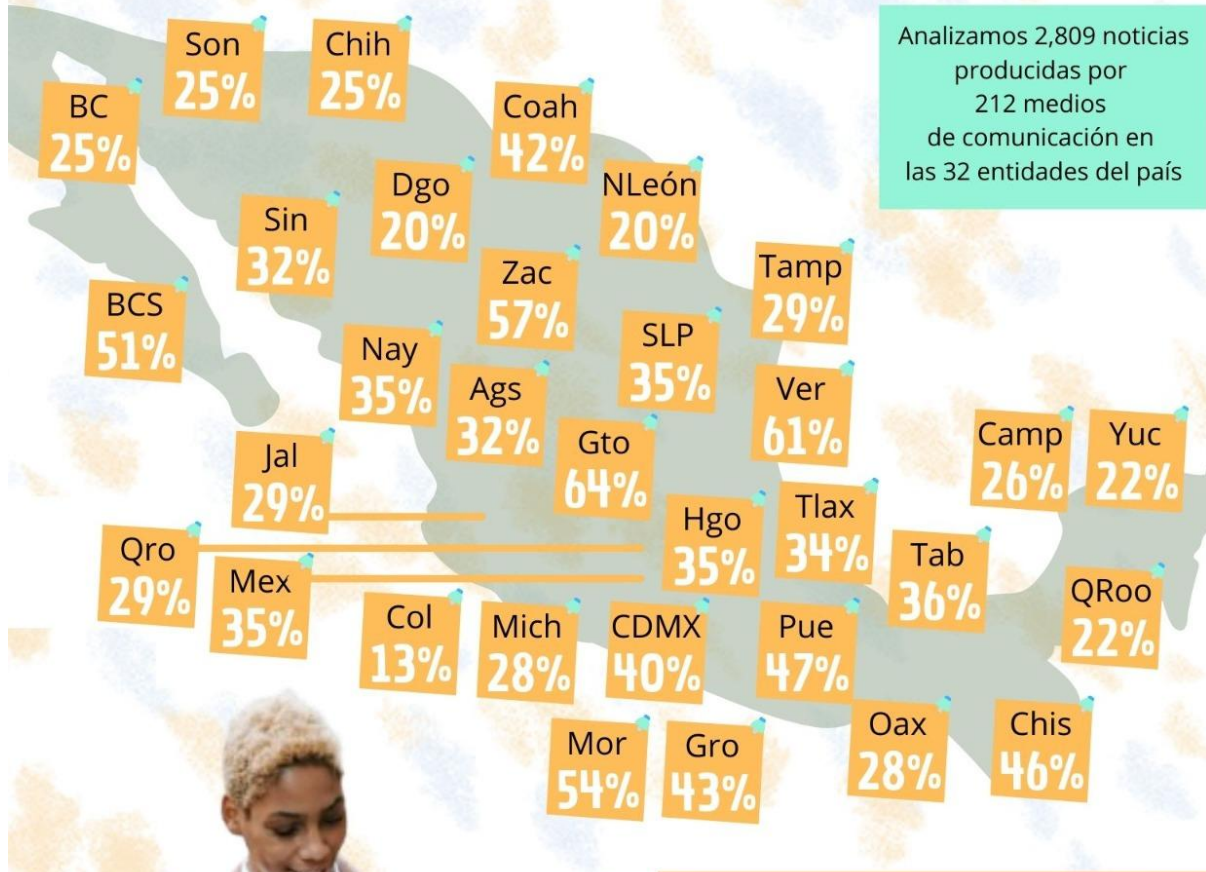 Son
25%
Chih
25%
Analizamos 2,809 noticias
producidas por
212 medios
de comunicación en
las 32 entidades del país
BC
25%
Coah
42%
Dgo
20%
NLeón
20%
Sin
32%
Zac
57%
Tamp
29%
BCS
51%
Nay
35%
SLP
35%
Ags
32%
Ver
61%
Gto
64%
Camp
26%
Yuc
22%
Jal
29%
Hgo
35%
Tlax
34%
Qro
29%
Mex
35%
Tab
36%
QRoo
22%
Col
13%
Mich
28%
CDMX
40%
Pue
47%
Mor
54%
Gro
43%
Oax
28%
Chis
46%